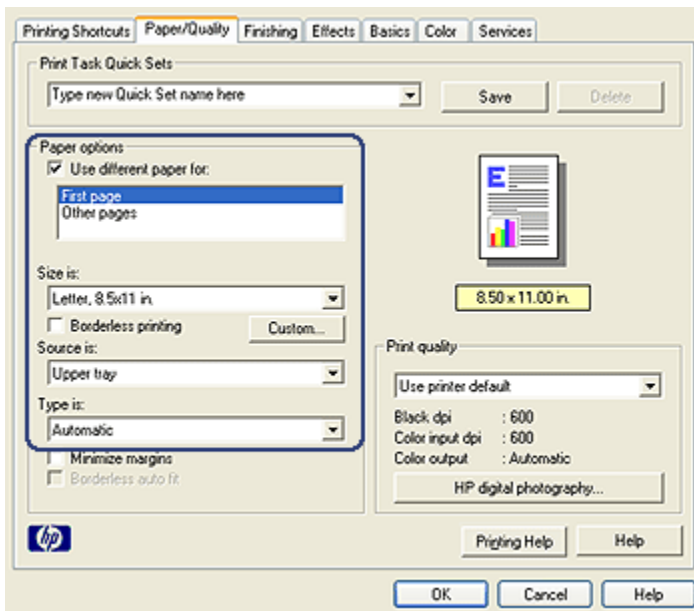 Printing Shortcuts Paper/Quality Finishing Effects Basics Color Services
Print Task Quick Sets
Type new Quick Set name here
Save
Delete
Paper options
Use different paper for:
First page
Other pages
E
Size is:
Letter, 8.5x11 in.
8.50 x 11.00 in.
Borderless printing
Custom...
Source is:
Upper tray
Type is:
Automatic
Minimize margins
Borderless auto fit
Print quality
Use printer default
Black dpi : 600
Color input dpi : 600
Color output : Automatic
HP digital photography...
hp
Printing Help
Help
OK
Cancel
Help